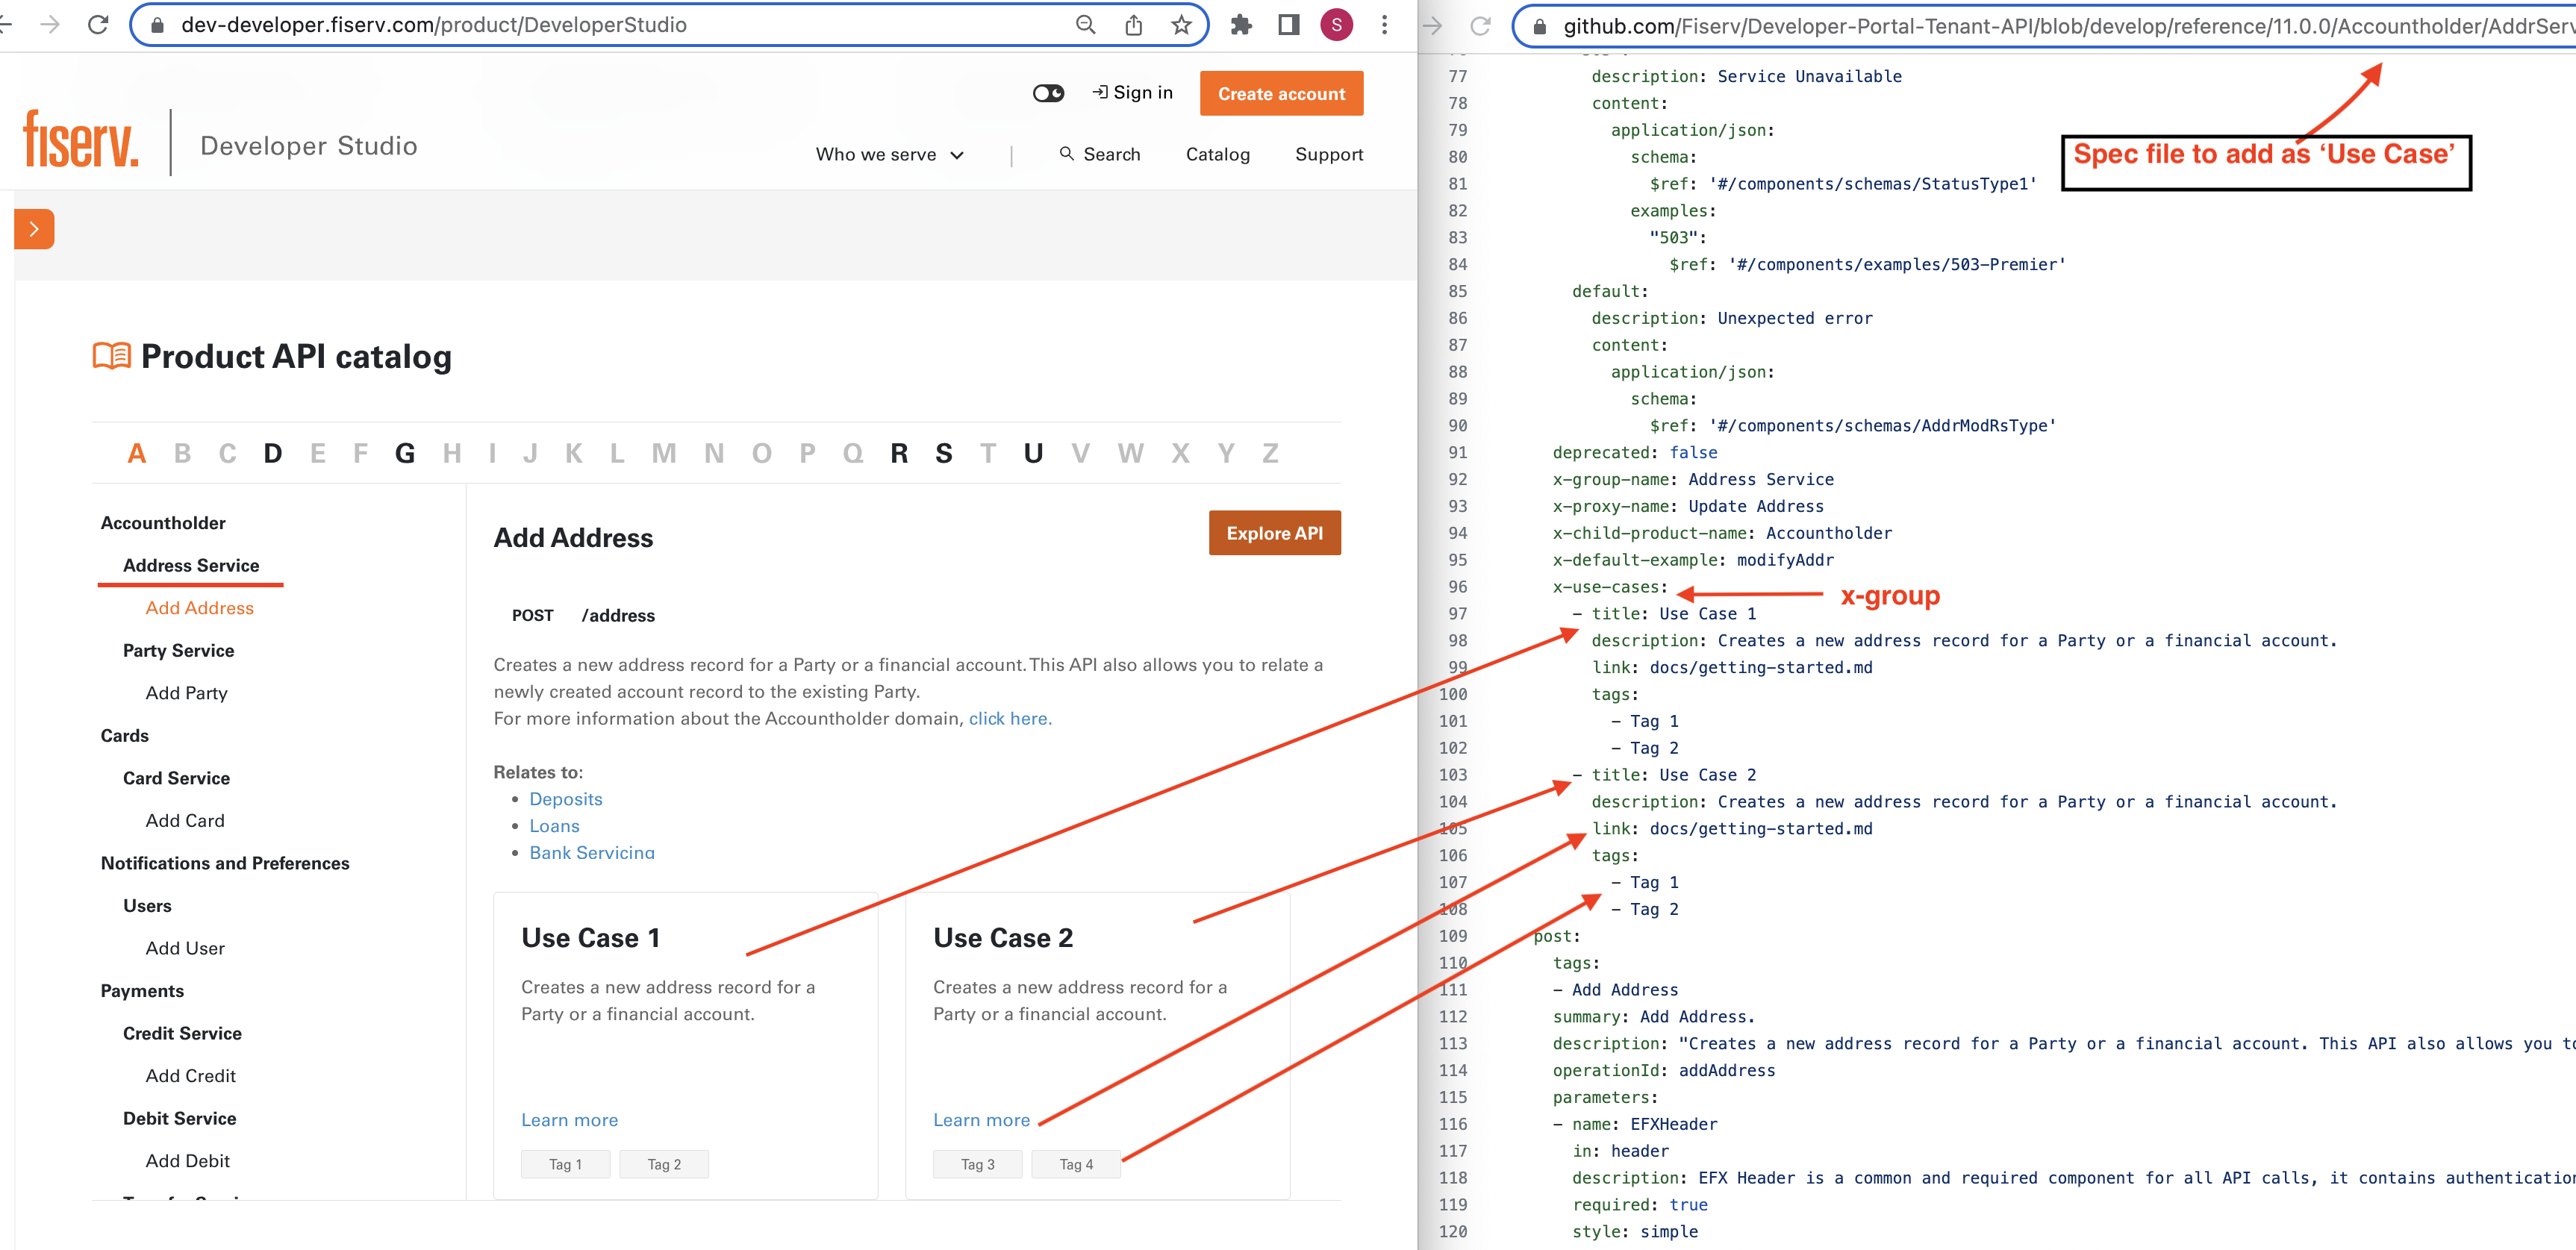 dev-developer.fiserv.com/product/DeveloperStudio
S
Sign in
Create account
fiserv.
Developer Studio
Who we serve
Search
Catalog
Support
Product API catalog
A B C D E F G H I J K L M N O P Q R S T U V W X Y Z
Accountholder
Address Service
Add Address
Party Service
Add Party
Cards
Card Service
Add Card
Notifications and Preferences
Users
Add User
Payments
Credit Service
Add Credit
Debit Service
Add Debit
Add Address
Explore API
POST /address
Creates a new address record for a Party or a financial account. This API also allows you to relate a
newly created account record to the existing Party.
For more information about the Accountholder domain, click here.
Relates to:
• Deposits
• Loans
• Bank Servicing
Use Case 1
Creates a new address record for a
Party or a financial account.
Learn more
Tag 1
Tag 2
Use Case 2
Creates a new address record for a
Party or a financial account.
Learn more
Tag 3
Tag 4
github.com/Fiserv/Developer-Portal-Tenant-API/blob/develop/reference/11.0.0/Accountholder/AddrServ
Spec file to add as ‘Use Case’
77 description: Service Unavailable
78 content:
79 application/json:
80 schema:
81 $ref: '#/components/schemas/StatusType1'
82 examples:
83 "503":
84 $ref: '#/components/examples/503-Premier'
85 default:
86 description: Unexpected error
87 content:
88 application/json:
89 schema:
90 $ref: '#/components/schemas/AddrModRsType'
91 deprecated: false
92 x-group-name: Address Service
93 x-proxy-name: Update Address
94 x-child-product-name: Accountholder
95 x-default-example: modifyAddr
96 x-use-cases:
x-group
97 - title: Use Case 1
98 description: Creates a new address record for a Party or a financial account.
99 link: docs/getting-started.md
100 tags:
101 - Tag 1
102 - Tag 2
103 - title: Use Case 2
104 description: Creates a new address record for a Party or a financial account.
105 link: docs/getting-started.md
106 tags:
107 - Tag 1
108 - Tag 2
109 post:
110 tags:
111 - Add Address
112 summary: Add Address.
113 description: "Creates a new address record for a Party or a financial account. This API also allows you to
114 operationId: addAddress
115 parameters:
116 - name: EFXHeader
117 in: header
118 description: EFX Header is a common and required component for all API calls, it contains authentication
119 required: true
120 style: simple